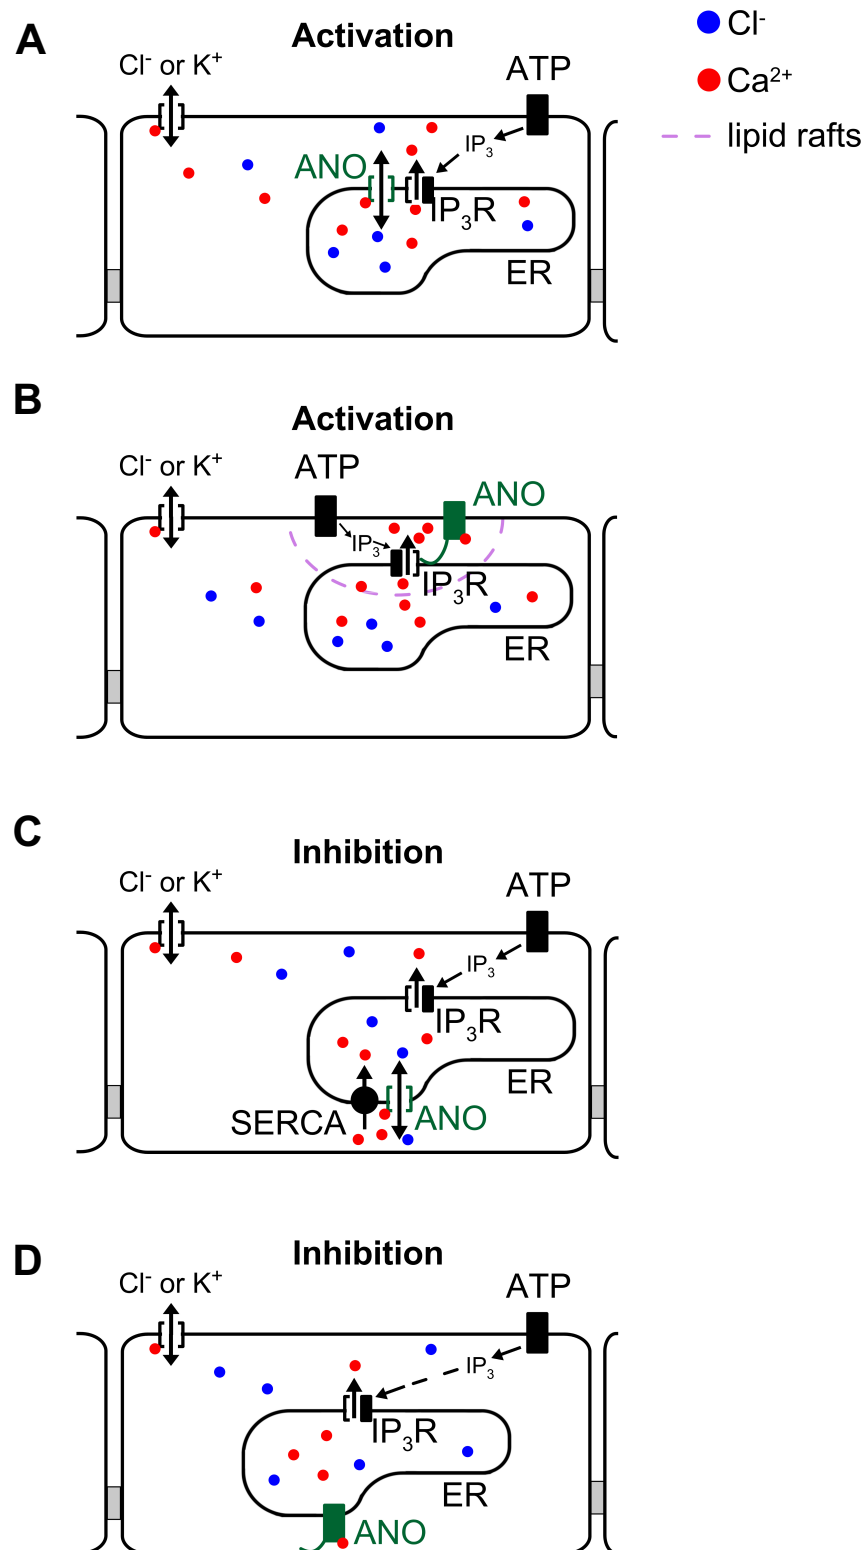 A
Activation
Cl⁻
Ca²⁺
lipid rafts
Cl⁻ or K⁺
ATP
IP₃
ANO
IP₃R
ER
B
Activation
Cl⁻ or K⁺
ATP
ANO
IP₃
IP₃R
ER
C
Inhibition
Cl⁻ or K⁺
ATP
IP₃
IP₃R
ER
SERCA
ANO
D
Inhibition
Cl⁻ or K⁺
ATP
IP₃
IP₃R
ER
ANO